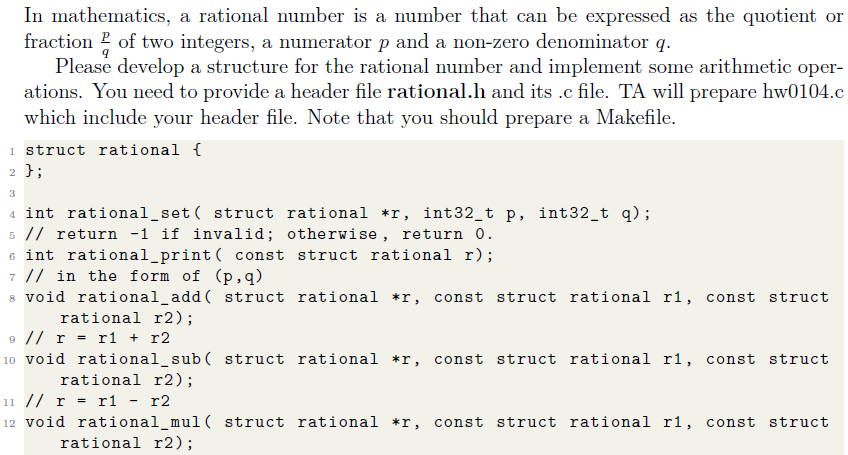 In mathematics, a rational number is a number that can be expressed as the quotient or
fraction p/q of two integers, a numerator p and a non-zero denominator q.
Please develop a structure for the rational number and implement some arithmetic oper-
ations. You need to provide a header file rational.h and its .c file. TA will prepare hw0104.c
which include your header file. Note that you should prepare a Makefile.
1 struct rational {
2 };
3
4 int rational_set( struct rational *r, int32_t p, int32_t q);
5 // return -1 if invalid; otherwise, return 0.
6 int rational_print( const struct rational r);
7 // in the form of (p,q)
8 void rational_add( struct rational *r, const struct rational r1, const struct
rational r2);
9 // r = r1 + r2
10 void rational_sub( struct rational *r, const struct rational r1, const struct
rational r2);
11 // r = r1 - r2
12 void rational_mul( struct rational *r, const struct rational r1, const struct
rational r2);